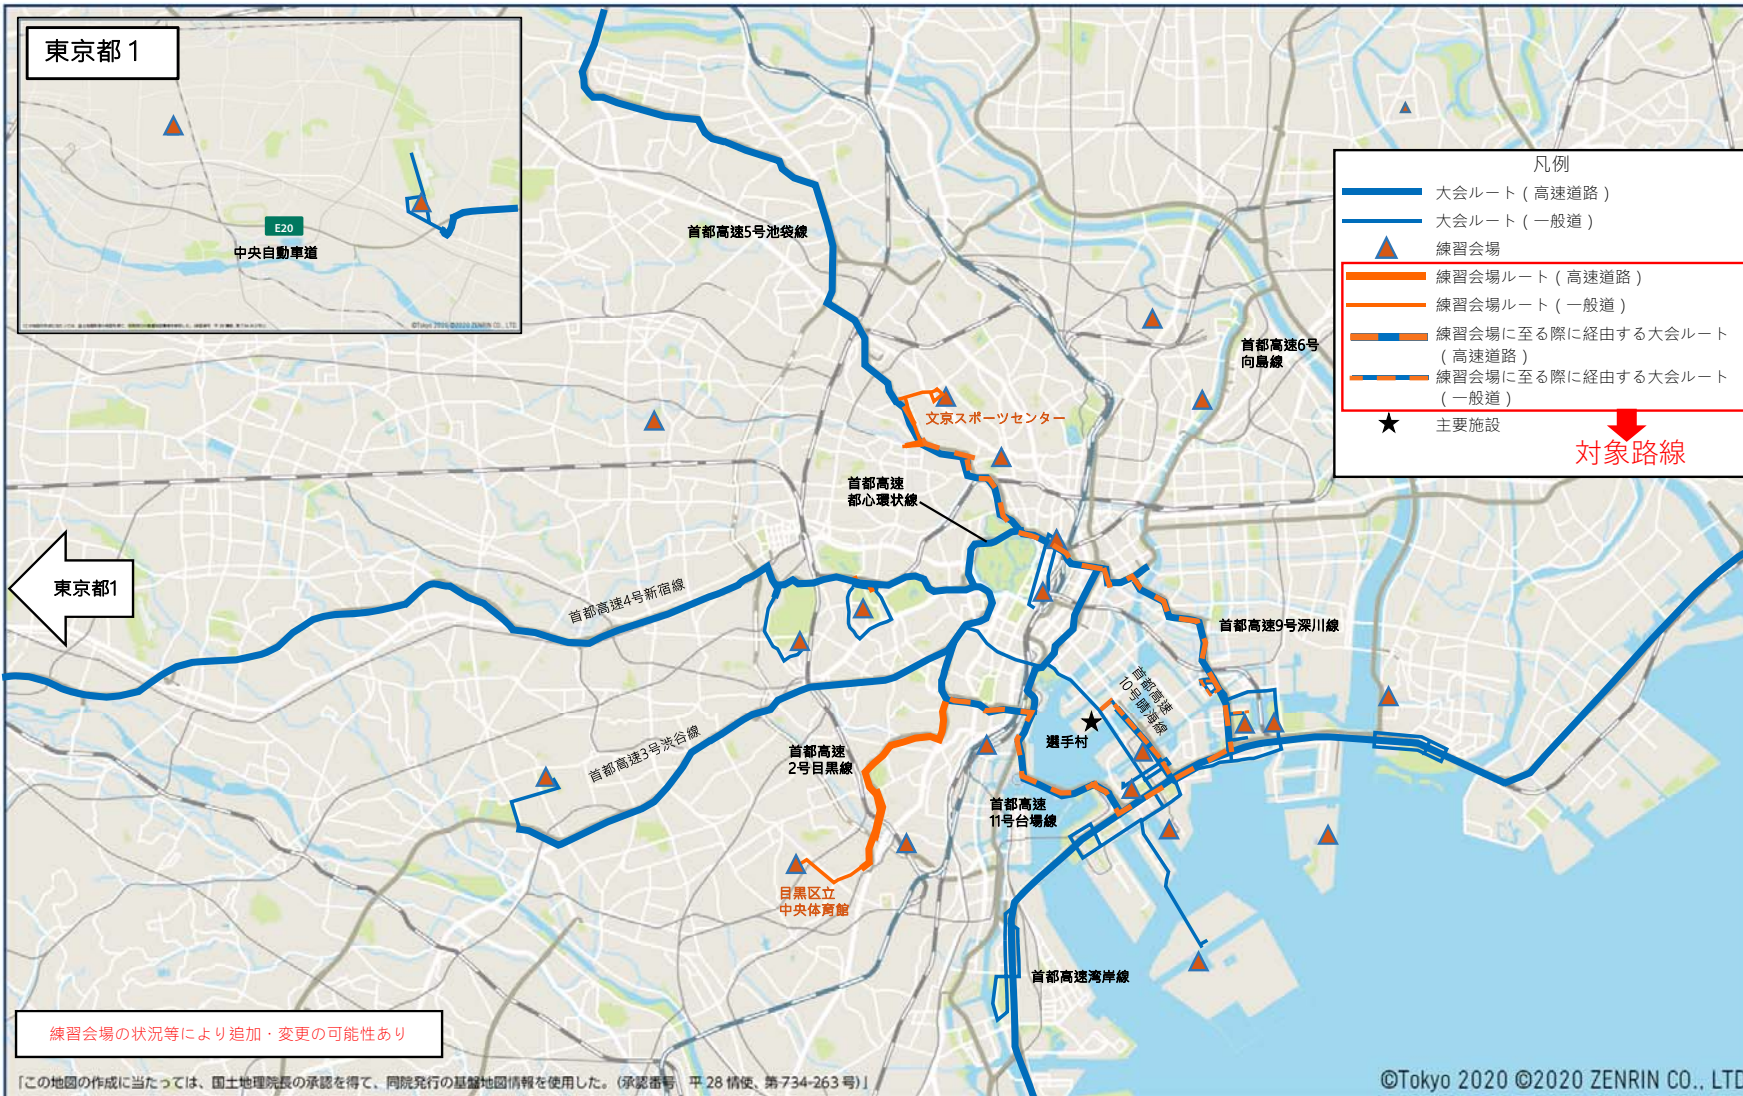 東京都1
E20
中央自動車道
©Tokyo 2020 ©2020 ZENRIN CO., LTD
凡例
大会ルート(高速道路)
大会ルート(一般道)
練習会場
練習会場ルート(高速道路)
練習会場ルート(一般道)
練習会場に至る際に経由する大会ルート
(高速道路)
練習会場に至る際に経由する大会ルート
(一般道)
主要施設
対象路線
首都高速5号池袋線
首都高速6号
向島線
文京スポーツセンター
首都高速
都心環状線
東京都1
首都高速4号新宿線
首都高速9号深川線
首都高速
10号晴海線
選手村
首都高速3号渋谷線
首都高速
2号目黒線
首都高速
11号台場線
目黒区立
中央体育館
首都高速湾岸線
練習会場の状況等により追加・変更の可能性あり
「この地図の作成に当たっては、国土地理院長の承認を得て、同院発行の基盤地図情報を使用した。(承認番号 平28情使、第734-263号)」
©Tokyo 2020 ©2020 ZENRIN CO., LTD